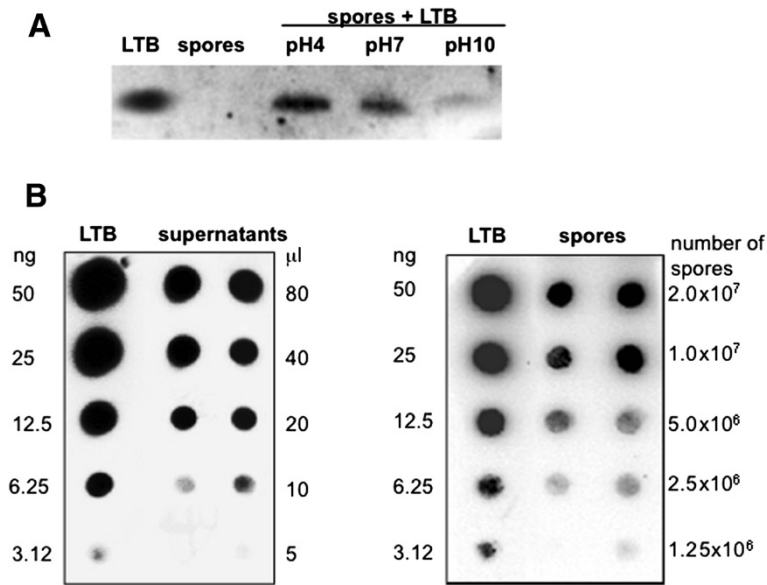 A
spores + LTB
LTB spores pH4 pH7 pH10
B
LTB supernatants
ng µl
50 80
25 40
12.5 20
6.25 10
3.12 5
LTB spores number of spores
ng
50 2.0x10⁷
25 1.0x10⁷
12.5 5.0x10⁶
6.25 2.5x10⁶
3.12 1.25x10⁶